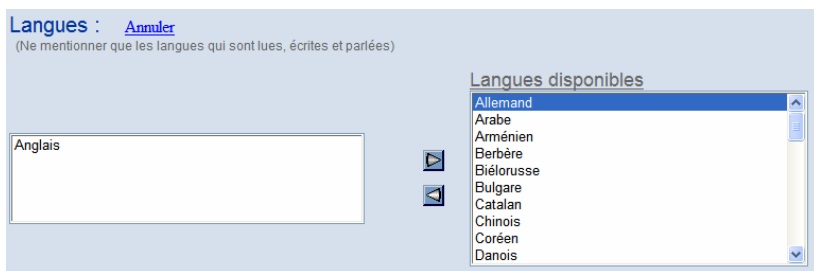 Langues : Annuler
(Ne mentionner que les langues qui sont lues, écrites et parlées)
Anglais
Langues disponibles
Allemand
Arabe
Arménien
Berbère
Biélorusse
Bulgare
Catalan
Chinois
Coréen
Danois